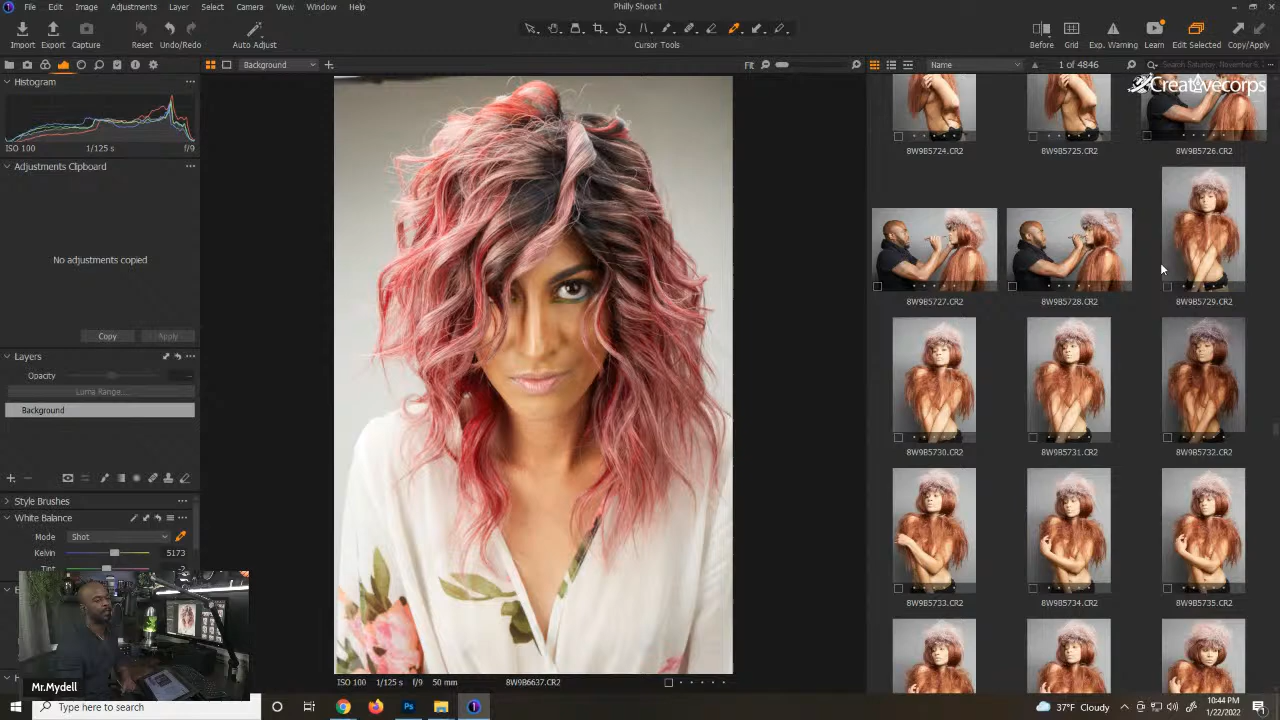 File Edit Image Adjustments Layer Select Camera View Window Help
Philly Shoot 1
Import Export Capture Reset Undo/Redo Auto Adjust
Cursor Tools
Before Grid Exp. Warning Learn Edit Selected Copy/Apply
Background
Fit
Name
1 of 4846
Creativecorps
Histogram
ISO 100 1/125 s f/9
Adjustments Clipboard
No adjustments copied
Copy Apply
Layers
Opacity
Luma Range...
Background
Style Brushes
White Balance
Mode Shot
Kelvin 5173
Tint
Mr.Mydell
ISO 100 1/125 s f/9 50 mm 8W9B6637.CR2
8W9B5724.CR2 8W9B5725.CR2 8W9B5726.CR2
8W9B5727.CR2 8W9B5728.CR2 8W9B5729.CR2
8W9B5730.CR2 8W9B5731.CR2 8W9B5732.CR2
8W9B5733.CR2 8W9B5734.CR2 8W9B5735.CR2
Type here to search
37°F Cloudy
10:44 PM
1/22/2022